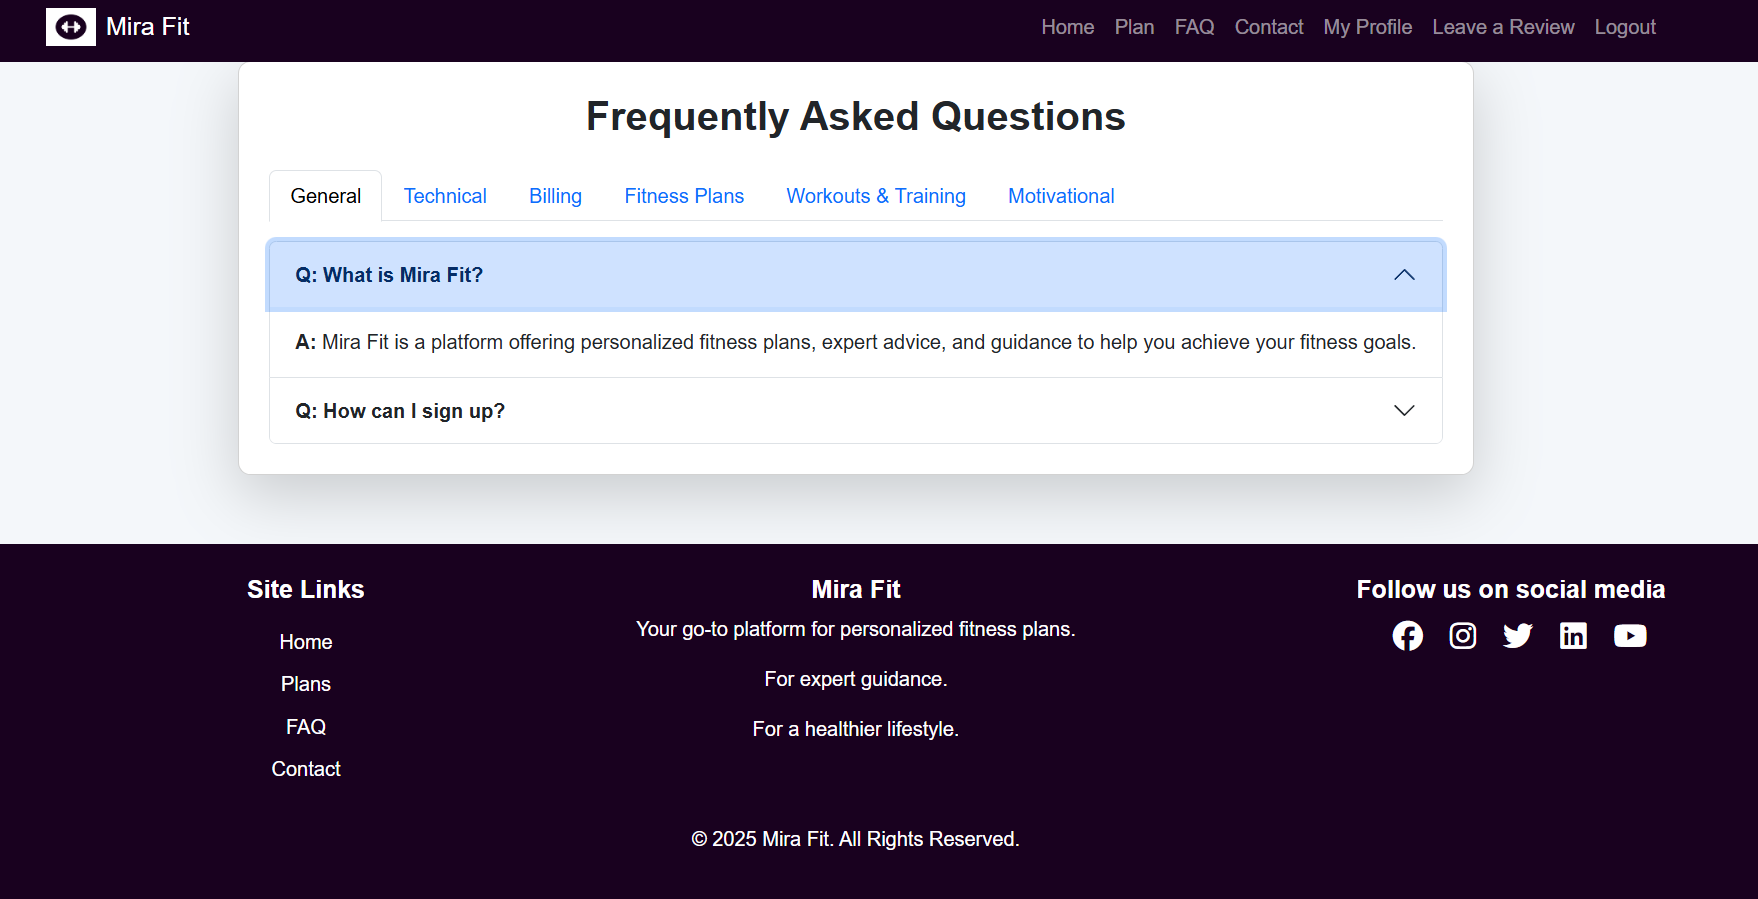 Mira Fit
Home Plan FAQ Contact My Profile Leave a Review Logout
Frequently Asked Questions
General Technical Billing Fitness Plans Workouts & Training Motivational
Q: What is Mira Fit?
A: Mira Fit is a platform offering personalized fitness plans, expert advice, and guidance to help you achieve your fitness goals.
Q: How can I sign up?
Site Links
Home
Plans
FAQ
Contact
Mira Fit
Your go-to platform for personalized fitness plans.
For expert guidance.
For a healthier lifestyle.
Follow us on social media
© 2025 Mira Fit. All Rights Reserved.